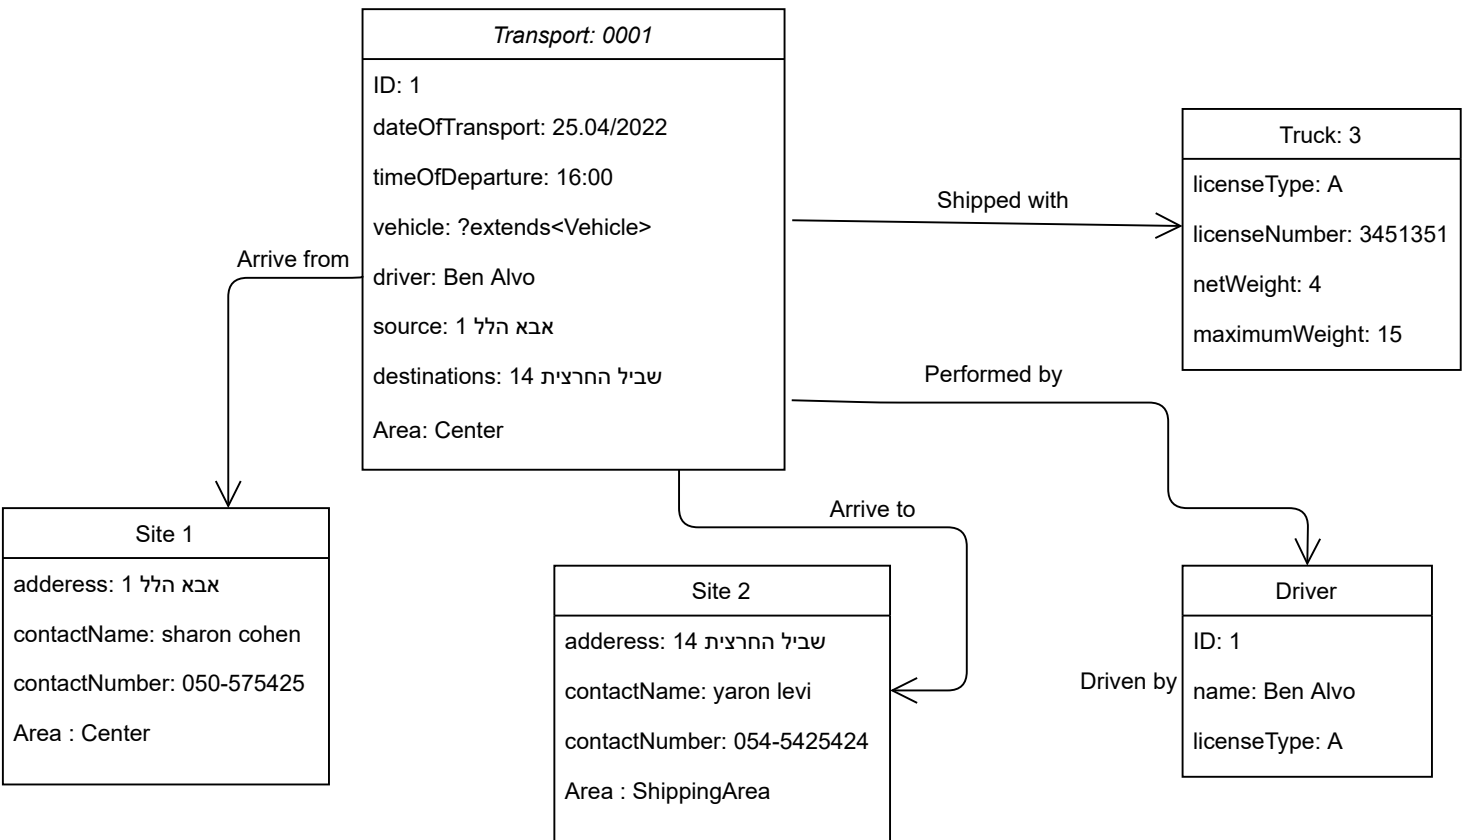 Transport: 0001
ID: 1
dateOfTransport: 25.04/2022
timeOfDeparture: 16:00
vehicle: ?extends<Vehicle>
driver: Ben Alvo
source: אבא הלל 1
destinations: שביל החרצית 14
Area: Center
Truck: 3
licenseType: A
licenseNumber: 3451351
netWeight: 4
maximumWeight: 15
Shipped with
Arrive from
Performed by
Arrive to
Site 1
adderess: אבא הלל 1
contactName: sharon cohen
contactNumber: 050-575425
Area : Center
Site 2
adderess: שביל החרצית 14
contactName: yaron levi
contactNumber: 054-5425424
Area : ShippingArea
Driven by
Driver
ID: 1
name: Ben Alvo
licenseType: A